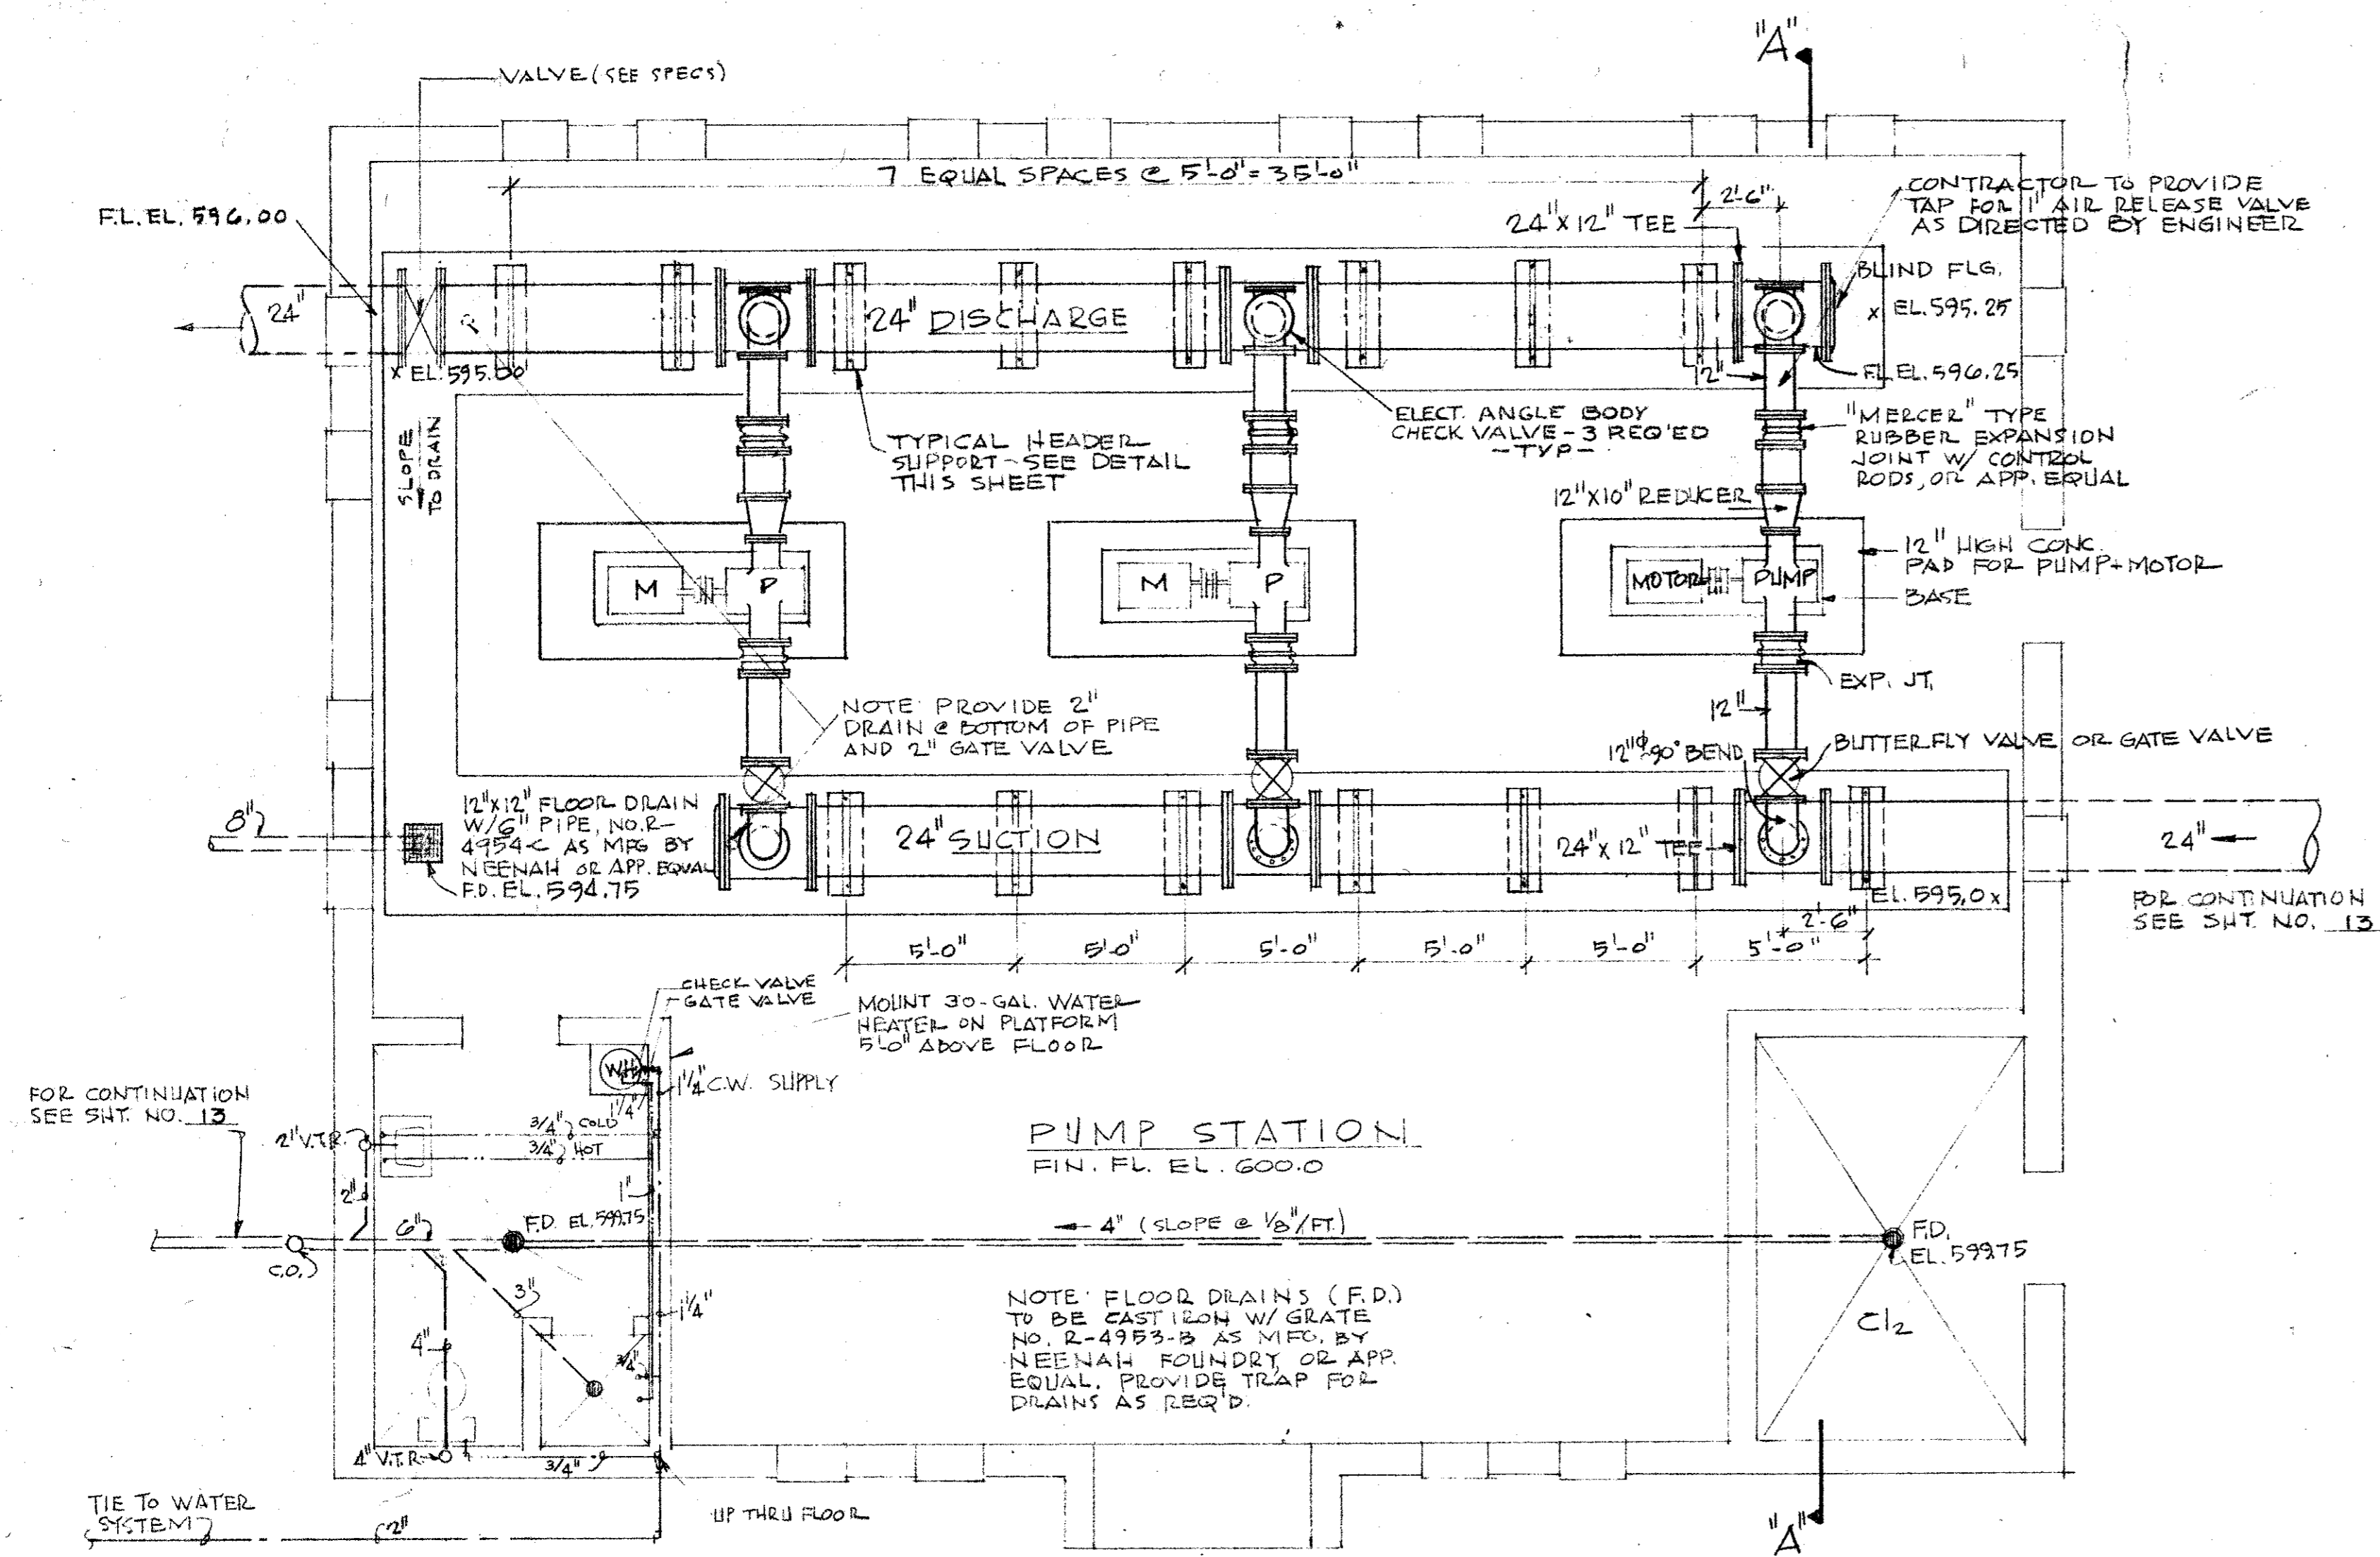 "A"
VALVE (SEE SPECS)
7 EQUAL SPACES @ 5'-0" = 35'-0"
2'-6"
CONTRACTOR TO PROVIDE
TAP FOR 1" AIR RELEASE VALVE
AS DIRECTED BY ENGINEER
F.L. EL. 596.00
24"X12" TEE
BLIND FLG.
x EL. 595.25
24"
24" DISCHARGE
x EL. 595.00
12"
F.L. EL. 596.25
SLOPE
TO DRAIN
TYPICAL HEADER
SUPPORT - SEE DETAIL
THIS SHEET
ELECT. ANGLE BODY
CHECK VALVE - 3 REQ'ED
-TYP-
"MERCER" TYPE
RUBBER EXPANSION
JOINT W/ CONTROL
RODS, OR APP. EQUAL
12"X10" REDUCER
12" HIGH CONC.
PAD FOR PUMP+MOTOR
BASE
M
P
M
P
MOTOR
PUMP
EXP. JT.
12"
NOTE: PROVIDE 2"
DRAIN @ BOTTOM OF PIPE
AND 2" GATE VALVE
12"ϕ 90° BEND
BUTTERFLY VALVE OR GATE VALVE
8"
12"X12" FLOOR DRAIN
W/6" PIPE, NO. R-
4954-C AS MFG BY
NEENAH OR APP. EQUAL
F.D. EL. 594.75
24" SUCTION
24"X12" TEE
24"
EL. 595.0 x
2'-6"
FOR CONTINUATION
SEE SHT. NO. 13
5'-0"
5'-0"
5'-0"
5'-0"
5'-0"
5'-0"
CHECK VALVE
GATE VALVE
MOUNT 30-GAL. WATER
HEATER ON PLATFORM
5'-0" ABOVE FLOOR
WH
1¼" C.W. SUPPLY
1¼"
FOR CONTINUATION
SEE SHT. NO. 13
2" V.T.R.
3/4" COLD
3/4" HOT
2"
1"
PUMP STATION
FIN. FL. EL. 600.0
6"
F.D. EL. 599.75
4" (SLOPE @ 1/8"/FT.)
F.D.
EL. 599.75
C.O.
3"
1¼"
4"
3/4"
NOTE: FLOOR DRAINS (F.D.)
TO BE CAST IRON W/ GRATE
NO. R-4953-B AS MFG. BY
NEENAH FOUNDRY, OR APP.
EQUAL. PROVIDE TRAP FOR
DRAINS AS REQ'D.
Cl2
4" V.T.R.
3/4"
TIE TO WATER
SYSTEM
2"
UP THRU FLOOR
"A"